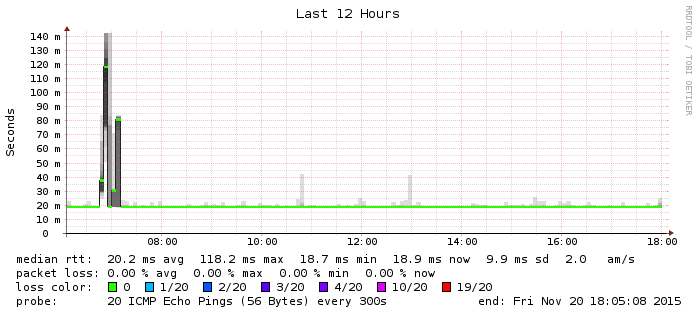 Last 12 Hours
RRDTOOL / TOBI OETIKER
Seconds
140 m
130 m
120 m
110 m
100 m
90 m
80 m
70 m
60 m
50 m
40 m
30 m
20 m
10 m
0
08:00 10:00 12:00 14:00 16:00 18:00
median rtt: 20.2 ms avg 118.2 ms max 18.7 ms min 18.9 ms now 9.9 ms sd 2.0 am/s
packet loss: 0.00 % avg 0.00 % max 0.00 % min 0.00 % now
loss color: 0 1/20 2/20 3/20 4/20 10/20 19/20
probe: 20 ICMP Echo Pings (56 Bytes) every 300s end: Fri Nov 20 18:05:08 2015